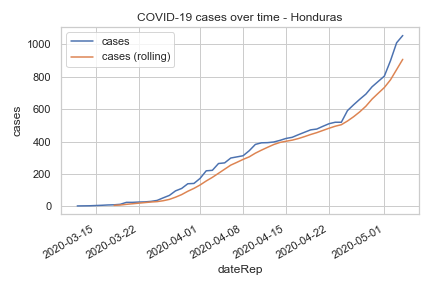 COVID-19 cases over time - Honduras
cases
cases (rolling)
1000
800
600
400
200
0
cases
2020-03-15
2020-03-22
2020-04-01
2020-04-08
2020-04-15
2020-04-22
2020-05-01
dateRep